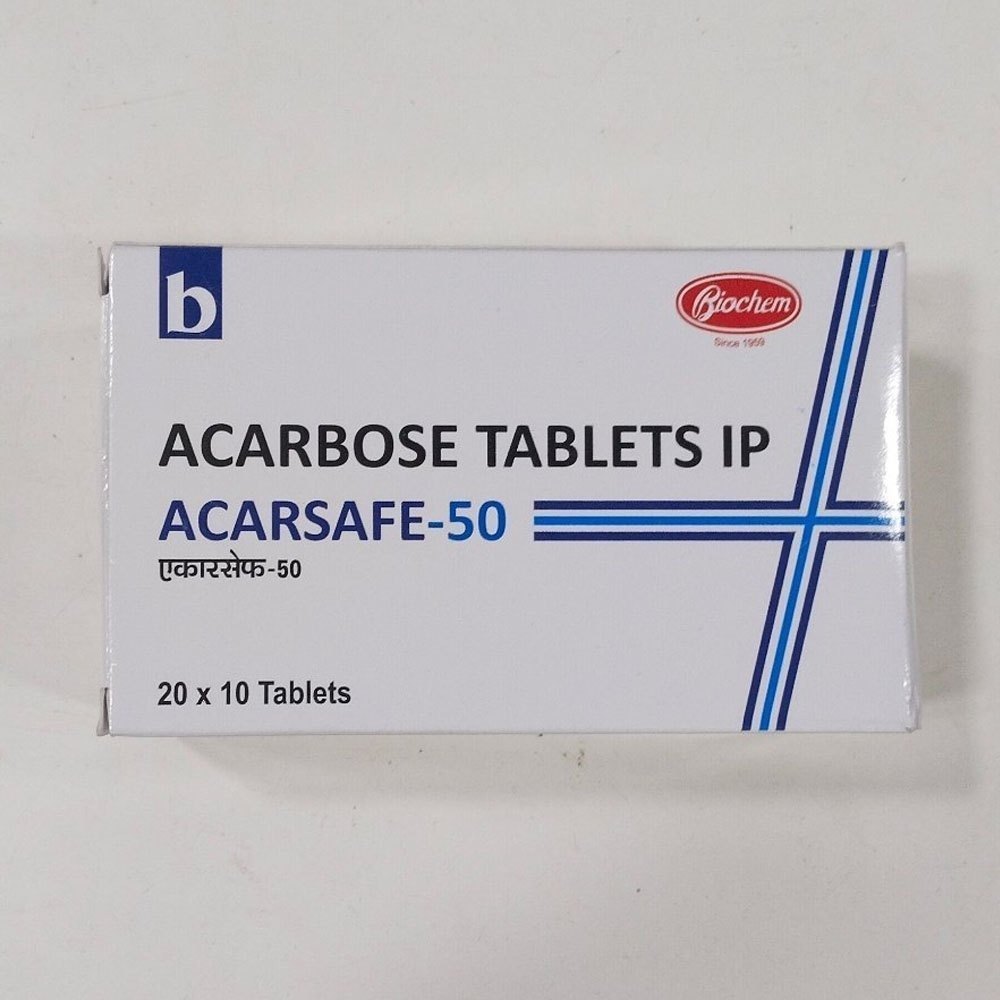 b
Biochem
Since 1959
ACARBOSE TABLETS IP
ACARSAFE-50
एकारसेफ-50
20 x 10 Tablets